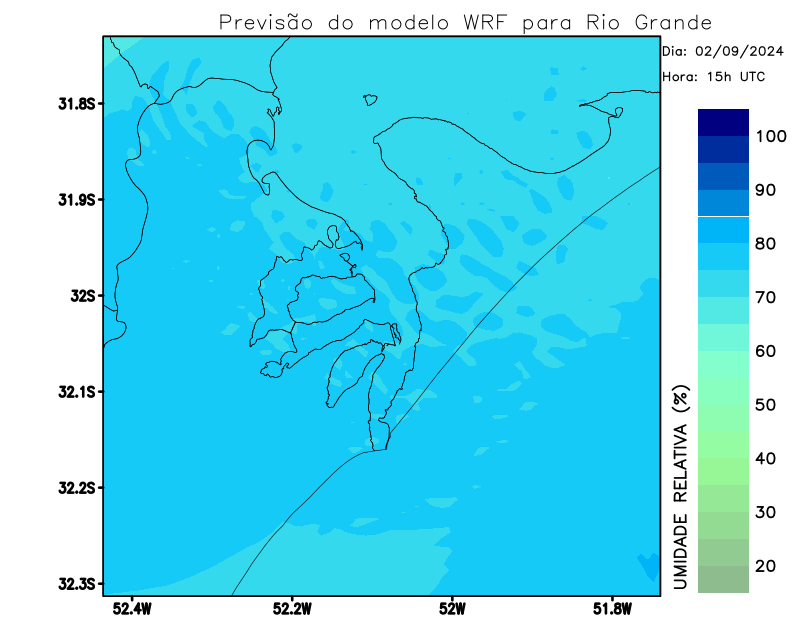 Previsão do modelo WRF para Rio Grande
Dia: 02/09/2024
Hora: 15h UTC
31.8S
31.9S
32S
32.1S
32.2S
32.3S
52.4W
52.2W
52W
51.8W
UMIDADE RELATIVA (%)
100
90
80
70
60
50
40
30
20